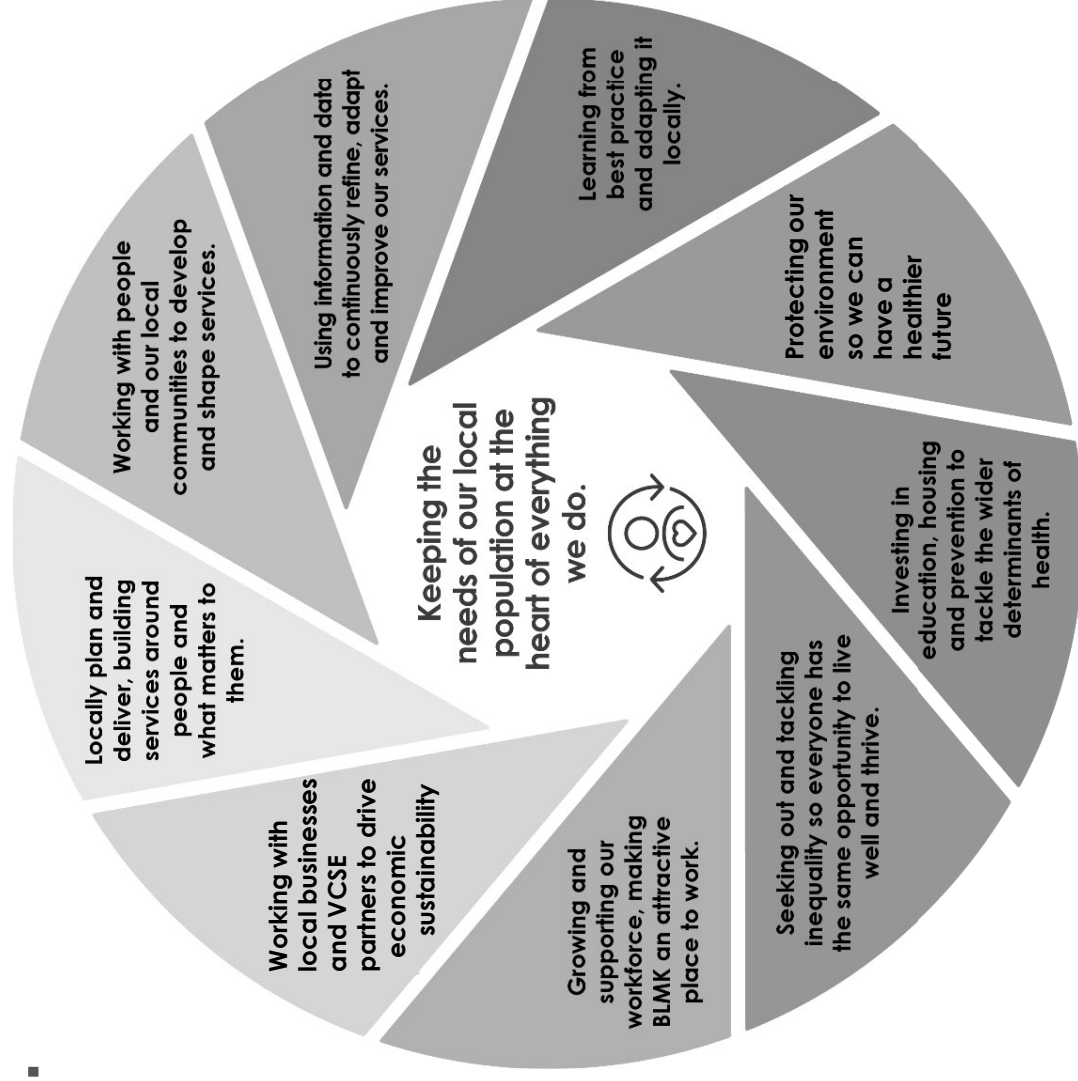 Locally plan and
deliver, building
services around
people and
what matters to
them.
Working with people
and our local
communities to develop
and shape services.
Using information and data
to continuously refine, adapt
and improve our services.
Learning from
best practice
and adapting it
locally.
Protecting our
environment
so we can
have a
healthier
future
Investing in
education, housing
and prevention to
tackle the wider
determinants of
health.
Seeking out and tackling
inequality so everyone has
the same opportunity to live
well and thrive.
Growing and
supporting our
workforce, making
BLMK an attractive
place to work.
Working with
local businesses
and VCSE
partners to drive
economic
sustainability
Keeping the
needs of our local
population at the
heart of everything
we do.